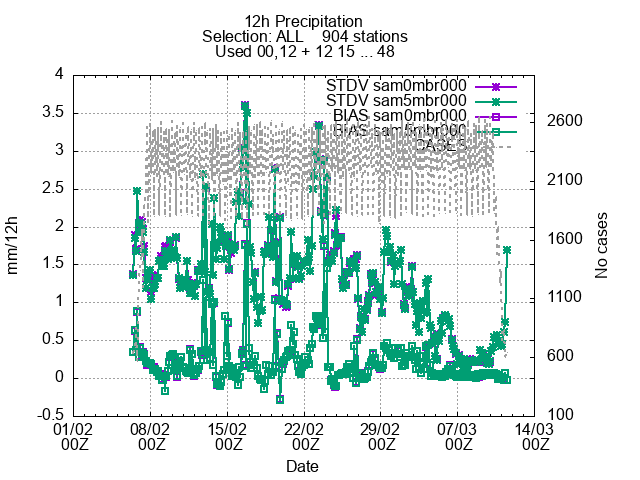 12h Precipitation
Selection: ALL 904 stations
Used 00,12 + 12 15 ... 48
STDV sam0mbr000
STDV sam5mbr000
BIAS sam0mbr000
BIAS sam5mbr000
CASES
4
3.5
3
2.5
2
1.5
1
0.5
0
-0.5
mm/12h
2600
2100
1600
1100
600
100
No cases
01/02 08/02 15/02 22/02 29/02 07/03 14/03
00Z 00Z 00Z 00Z 00Z 00Z 00Z
Date